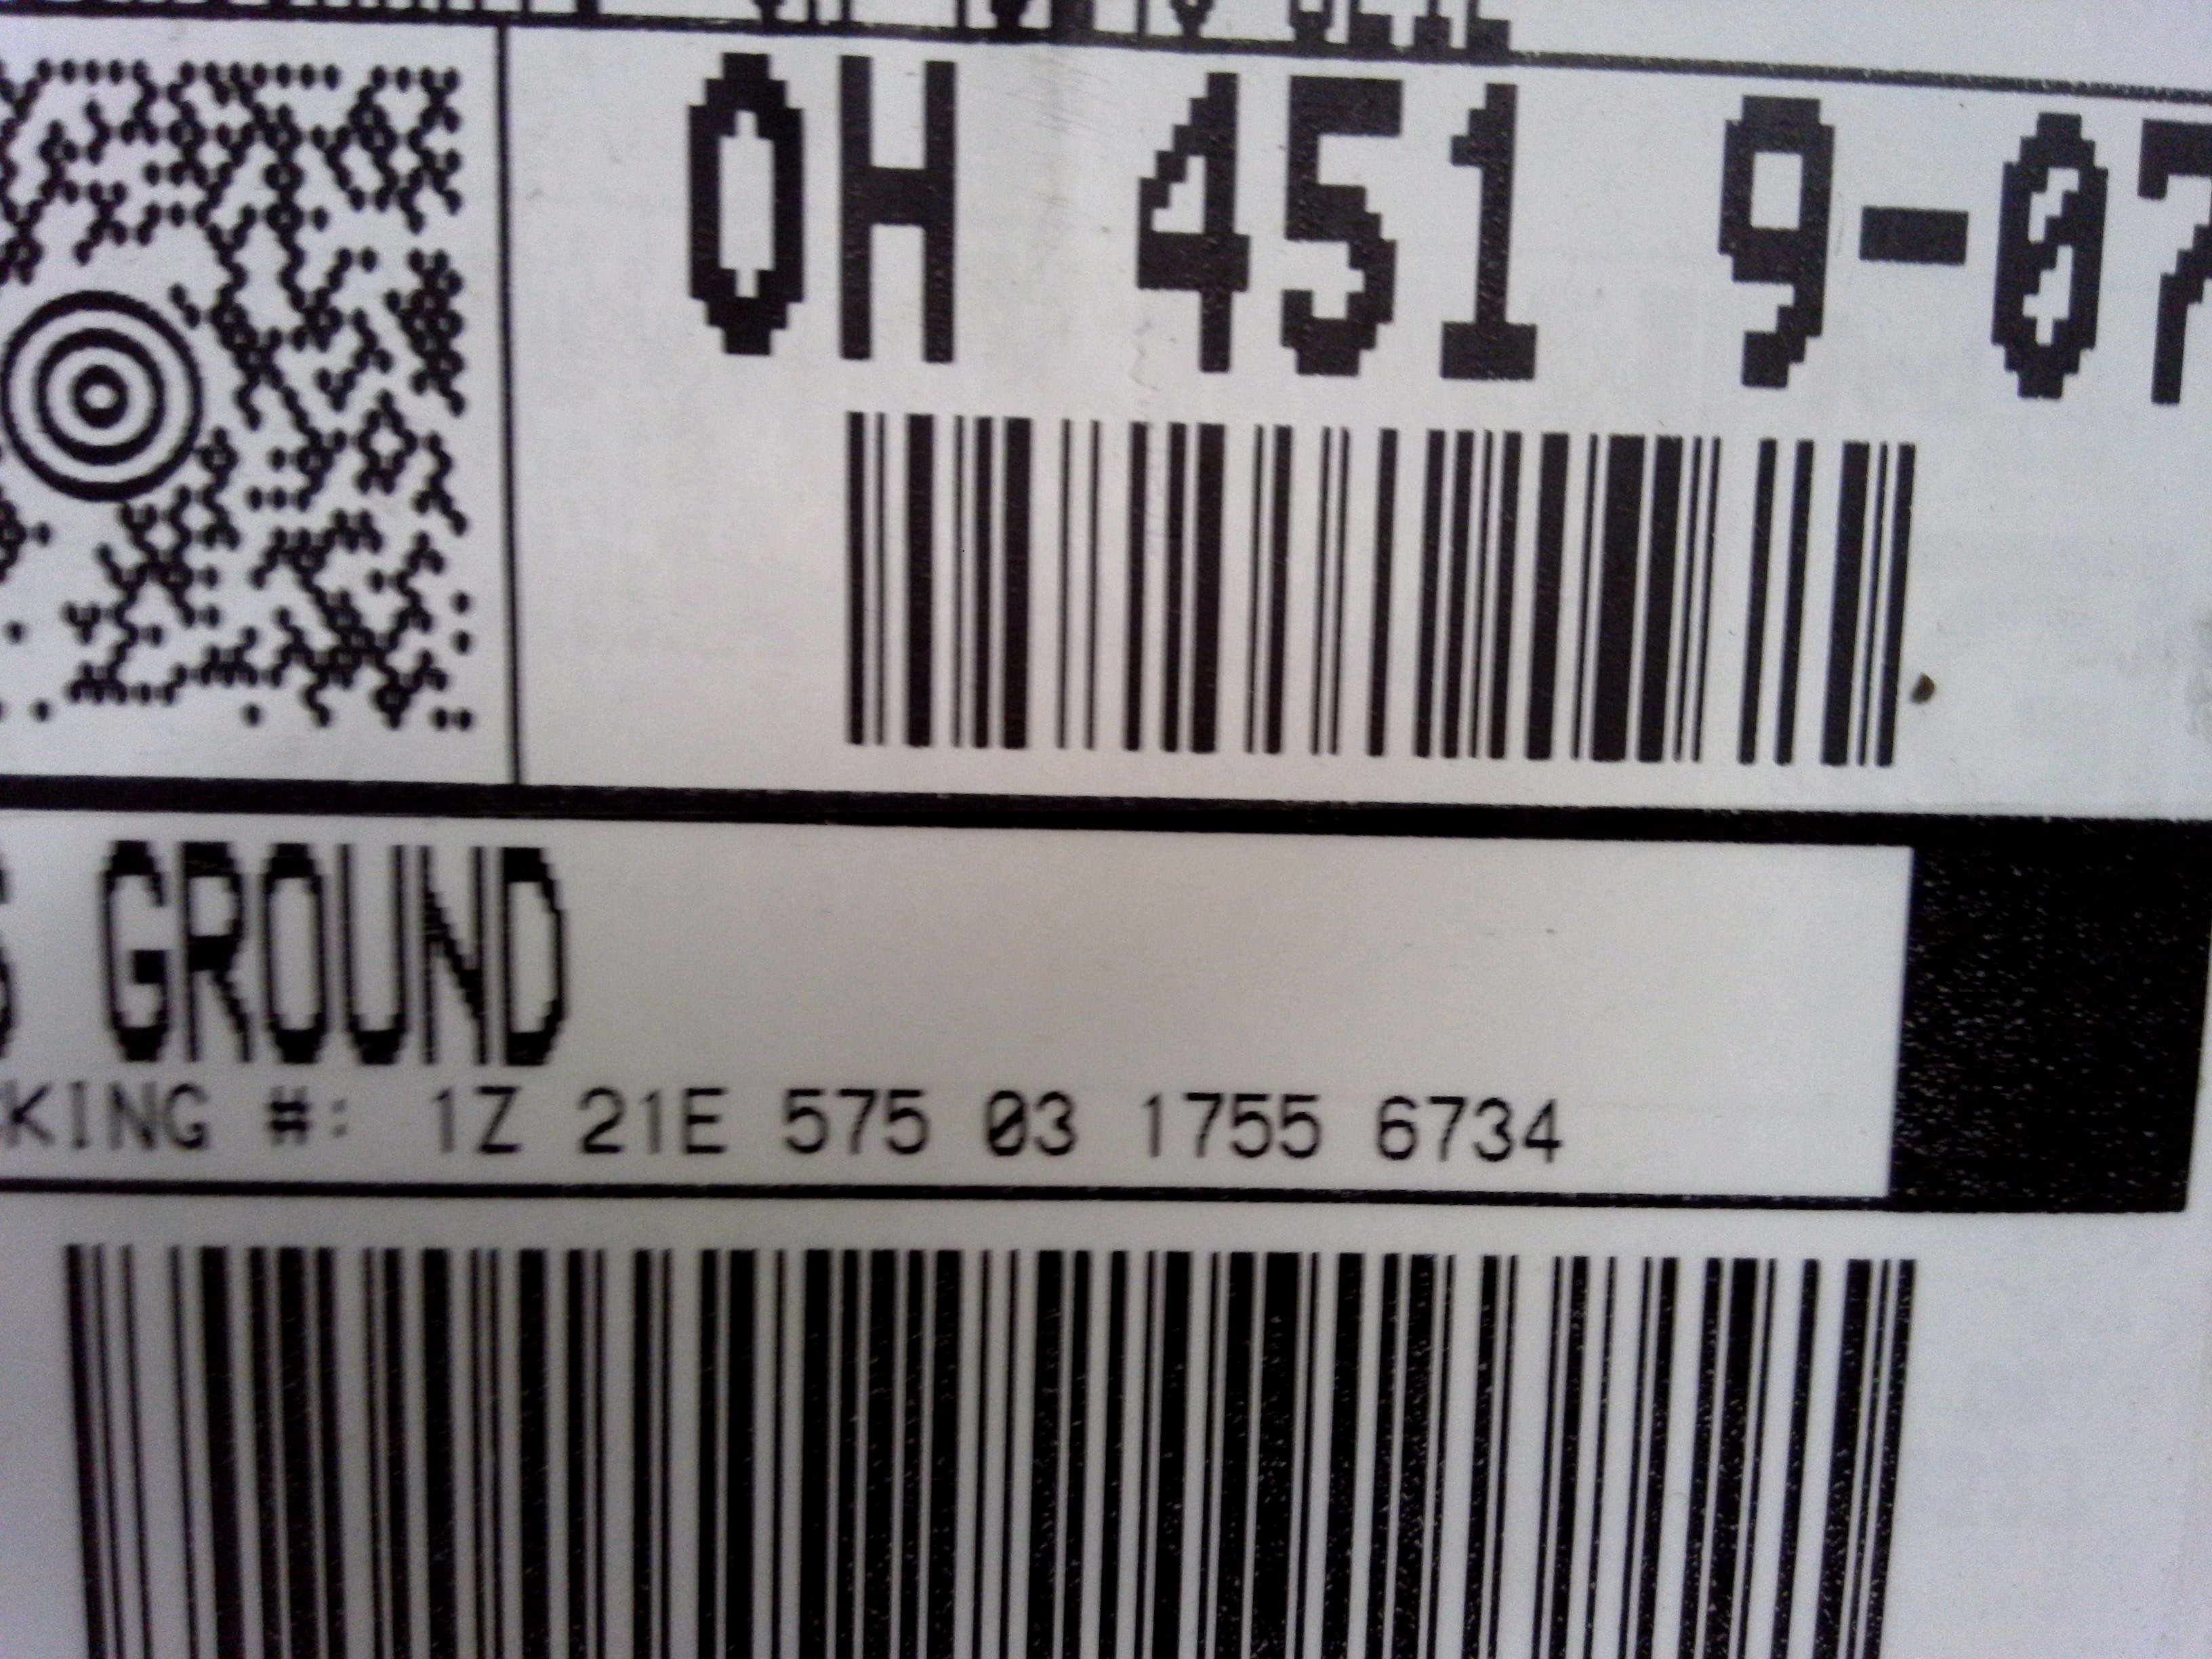 OH 451 9-07
GROUND
KING #: 1Z 21E 575 03 1755 6734